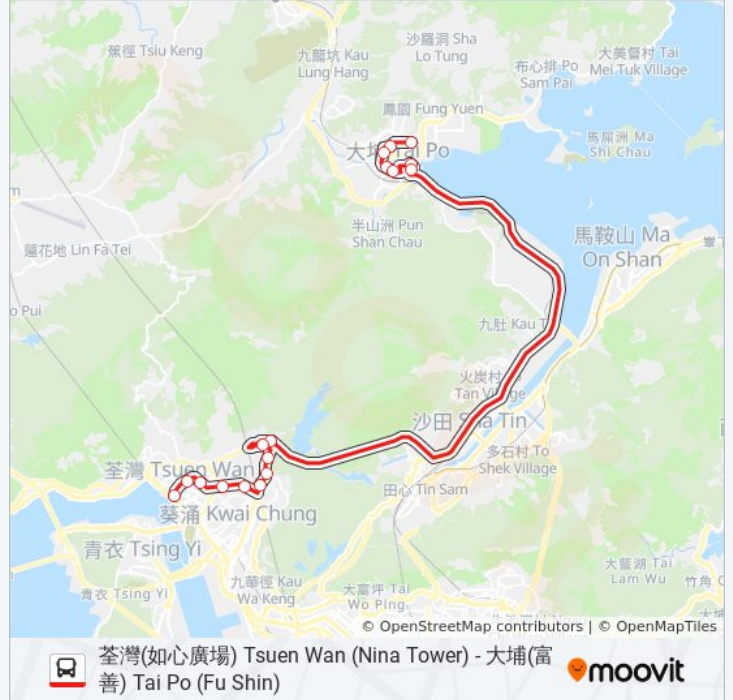 蕉徑 Tsiu Keng
九龍坑 Kau
Lung Hang
沙羅洞 Sha
Lo Tung
布心排 Po
Sam Pai
大美督村 Tai
Mei Tuk Village
鳳園 Fung Yuen
大埔 Tai Po
馬屎洲 Ma
Shi Chau
半山洲 Pun
Shan Chau
馬鞍山 Ma
On Shan
蓮花地 Lin Fa Tei
o Pui
九肚 Kau T
火炭村
Tan Village
沙田 Sha Tin
多石村 To
Shek Village
荃灣 Tsuen Wan
田心 Tin Sam
葵涌 Kwai Chung
青衣 Tsing Yi
青衣 Tsing Yi
九華徑 Kau
Wa Keng
大富坪 Tai
Wo Ping
大藍湖 Tai
Lam Wu
竹角
© OpenStreetMap contributors | © OpenMapTiles
荃灣(如心廣場) Tsuen Wan (Nina Tower) - 大埔(富
善) Tai Po (Fu Shin)
moovit